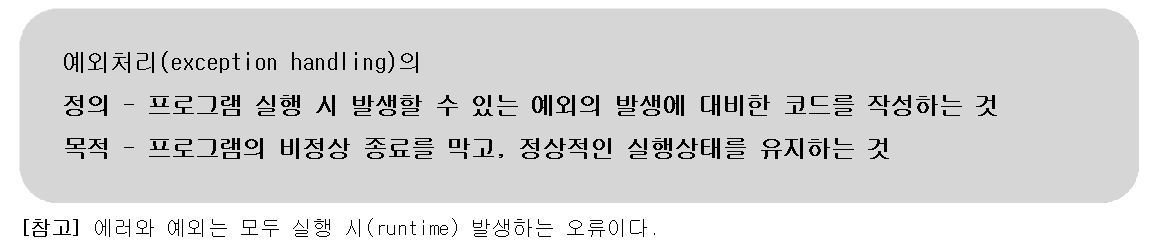 예외처리(exception handling)의
정의 - 프로그램 실행 시 발생할 수 있는 예외의 발생에 대비한 코드를 작성하는 것
목적 - 프로그램의 비정상 종료를 막고, 정상적인 실행상태를 유지하는 것
[참고] 에러와 예외는 모두 실행 시(runtime) 발생하는 오류이다.